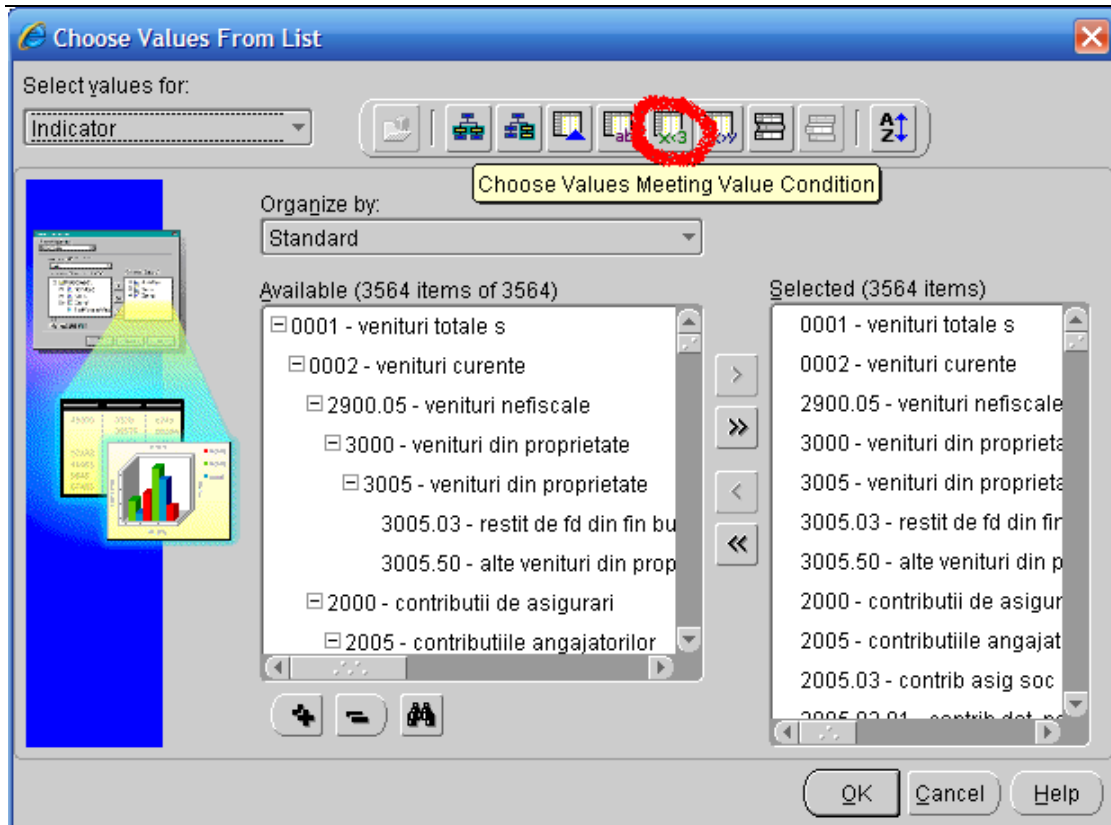 Choose Values From List
Select values for:
Indicator
ab
x<3
x>y
A
Z
Choose Values Meeting Value Condition
Organize by:
Standard
Available (3564 items of 3564)
0001 - venituri totale s
0002 - venituri curente
2900.05 - venituri nefiscale
3000 - venituri din proprietate
3005 - venituri din proprietate
3005.03 - restit de fd din fin bu
3005.50 - alte venituri din prop
2000 - contributii de asigurari
2005 - contributiile angajatorilor
>
>>
<
<<
Selected (3564 items)
0001 - venituri totale s
0002 - venituri curente
2900.05 - venituri nefiscale
3000 - venituri din proprieta
3005 - venituri din proprieta
3005.03 - restit de fd din fin
3005.50 - alte venituri din p
2000 - contributii de asigur
2005 - contributiile angajat
2005.03 - contrib asig soc
OK
Cancel
Help